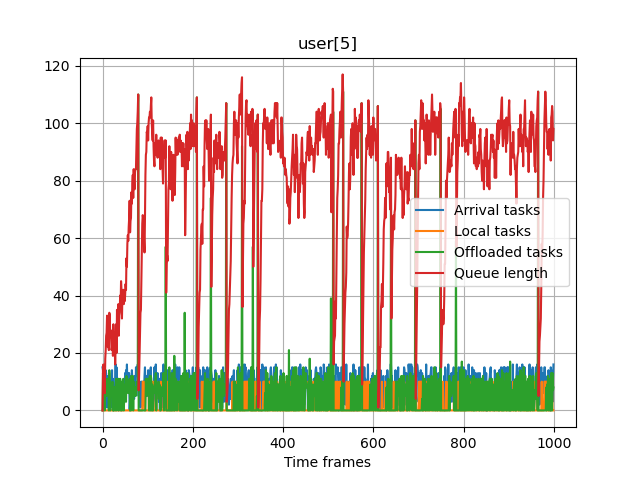 user[5]
120
100
80
60
40
20
0
Arrival tasks
Local tasks
Offloaded tasks
Queue length
0 200 400 600 800 1000
Time frames